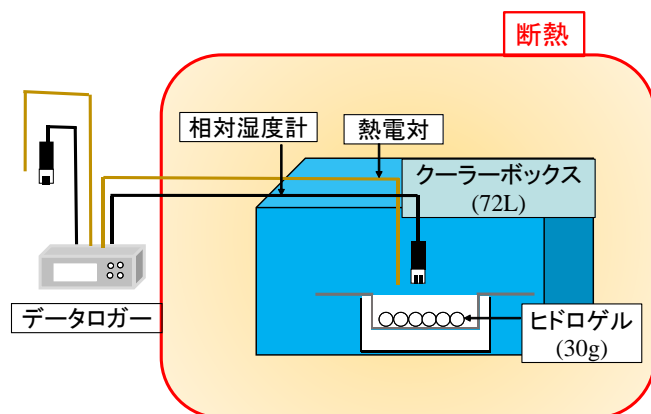 断熱
相対湿度計
熱電対
クーラーボックス
(72L)
データロガー
ヒドロゲル
(30g)